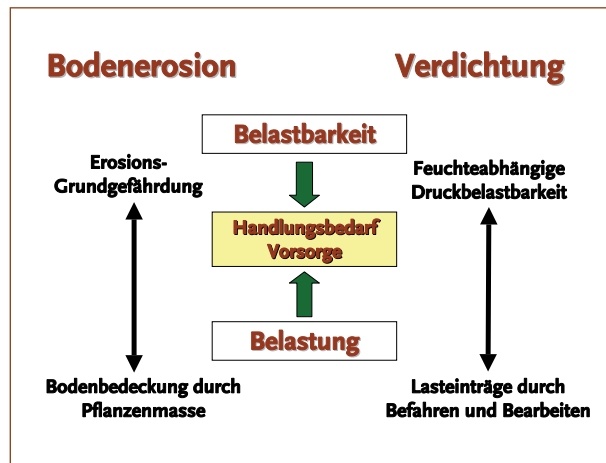 Bodenerosion
Verdichtung
Belastbarkeit
Erosions-
Grundgefährdung
Feuchteabhängige
Druckbelastbarkeit
Handlungsbedarf
Vorsorge
Belastung
Bodenbedeckung durch
Pflanzenmasse
Lasteinträge durch
Befahren und Bearbeiten